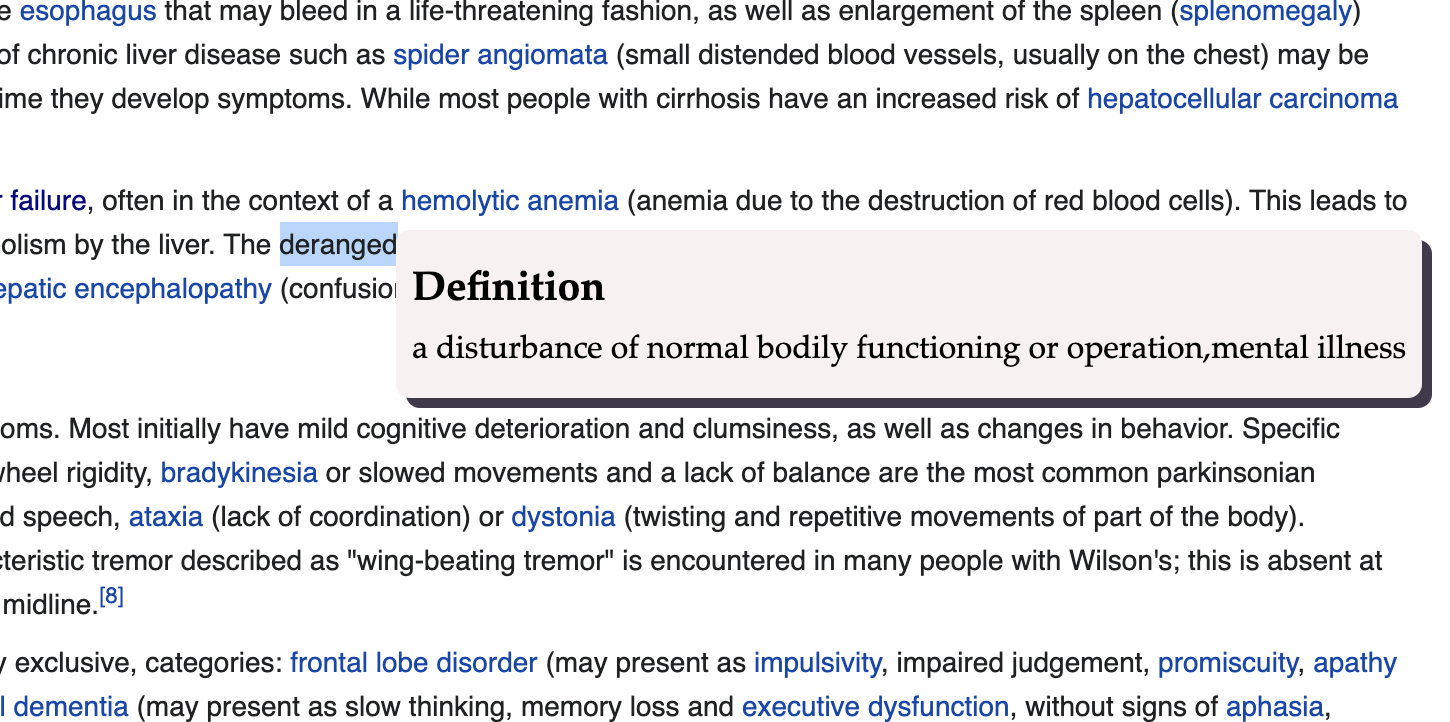 esophagus that may bleed in a life-threatening fashion, as well as enlargement of the spleen (splenomegaly)
of chronic liver disease such as spider angiomata (small distended blood vessels, usually on the chest) may be
ime they develop symptoms. While most people with cirrhosis have an increased risk of hepatocellular carcinoma
failure, often in the context of a hemolytic anemia (anemia due to the destruction of red blood cells). This leads to
olism by the liver. The deranged
Definition
epatic encephalopathy (confusion
a disturbance of normal bodily functioning or operation,mental illness
oms. Most initially have mild cognitive deterioration and clumsiness, as well as changes in behavior. Specific
wheel rigidity, bradykinesia or slowed movements and a lack of balance are the most common parkinsonian
d speech, ataxia (lack of coordination) or dystonia (twisting and repetitive movements of part of the body).
cteristic tremor described as "wing-beating tremor" is encountered in many people with Wilson's; this is absent at
midline.[8]
y exclusive, categories: frontal lobe disorder (may present as impulsivity, impaired judgement, promiscuity, apathy
l dementia (may present as slow thinking, memory loss and executive dysfunction, without signs of aphasia,